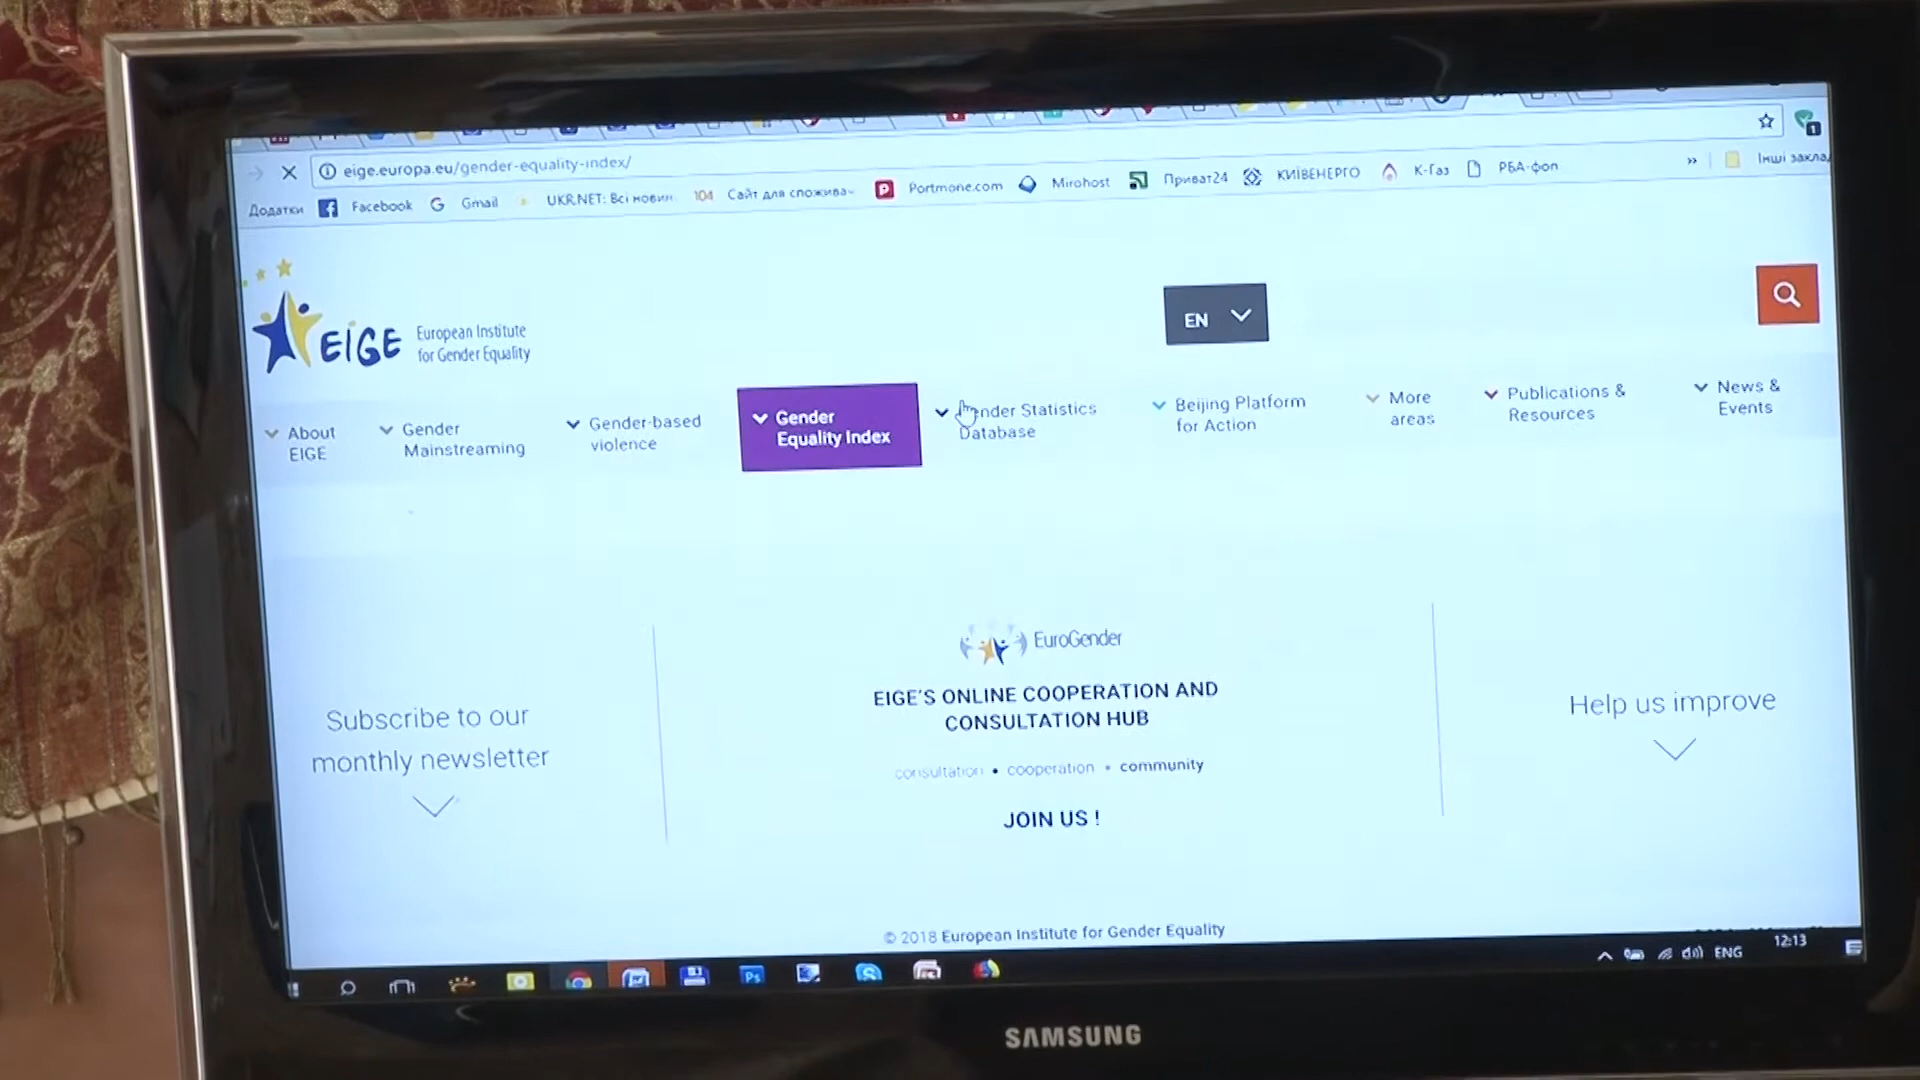 eige.europa.eu/gender-equality-index/
Додатки Facebook Gmail UKR.NET: Всі новин 104 Сайт для спожива Portmone.com Mirohost Приват24 КИЇВЕНЕРГО К-Газ РБА-фоп » Інші заклад
EIGE European Institute
for Gender Equality
EN
About
EIGE
Gender
Mainstreaming
Gender-based
violence
Gender
Equality Index
Gender Statistics
Database
Beijing Platform
for Action
More
areas
Publications &
Resources
News &
Events
Subscribe to our
monthly newsletter
EuroGender
EIGE'S ONLINE COOPERATION AND
CONSULTATION HUB
consultation • cooperation • community
JOIN US !
Help us improve
© 2018 European Institute for Gender Equality
ENG 12:13
SAMSUNG